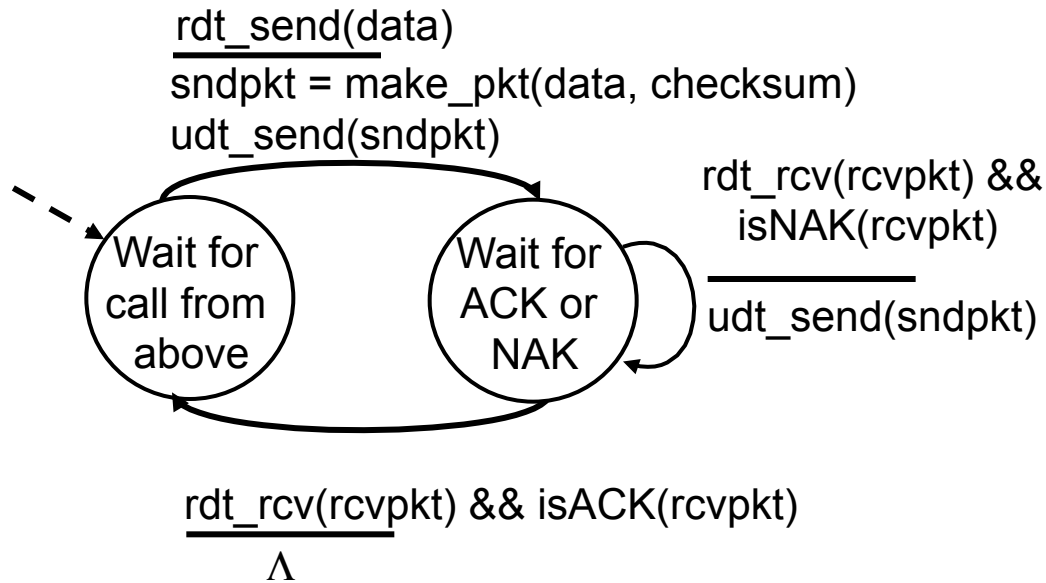 rdt_send(data)
sndpkt = make_pkt(data, checksum)
udt_send(sndpkt)
Wait for
call from
above
Wait for
ACK or
NAK
rdt_rcv(rcvpkt) &&
isNAK(rcvpkt)
udt_send(sndpkt)
rdt_rcv(rcvpkt) && isACK(rcvpkt)
Λ